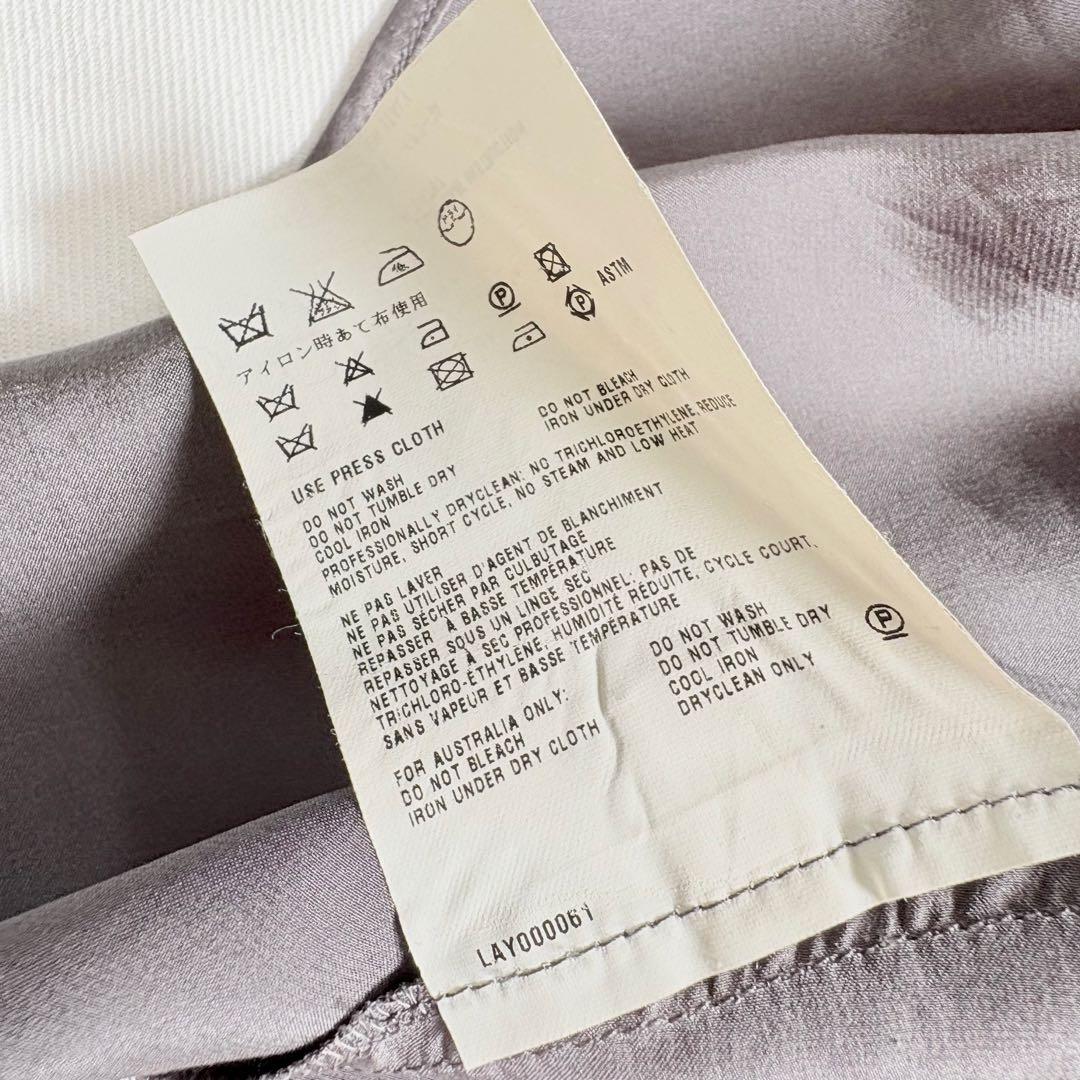 アイロン時あて布使用
ASTM
USE PRESS CLOTH
DO NOT WASH
DO NOT BLEACH
DO NOT TUMBLE DRY
IRON UNDER DRY CLOTH
COOL IRON
PROFESSIONALLY DRYCLEAN: NO TRICHLOROETHYLENE, REDUCE
MOISTURE, SHORT CYCLE, NO STEAM AND LOW HEAT
NE PAS LAVER
NE PAS UTILISER D'AGENT DE BLANCHIMENT
NE PAS SÉCHER PAR CULBUTAGE
REPASSER À BASSE TEMPÉRATURE
REPASSER SOUS UN LINGE SEC
NETTOYAGE À SEC PROFESSIONNEL: PAS DE
TRICHLORO-ÉTHYLÈNE, HUMIDITÉ RÉDUITE, CYCLE COURT,
SANS VAPEUR ET BASSE TEMPÉRATURE
FOR AUSTRALIA ONLY:
DO NOT WASH
DO NOT BLEACH
DO NOT TUMBLE DRY
IRON UNDER DRY CLOTH
COOL IRON
DRYCLEAN ONLY
P
LAY000061